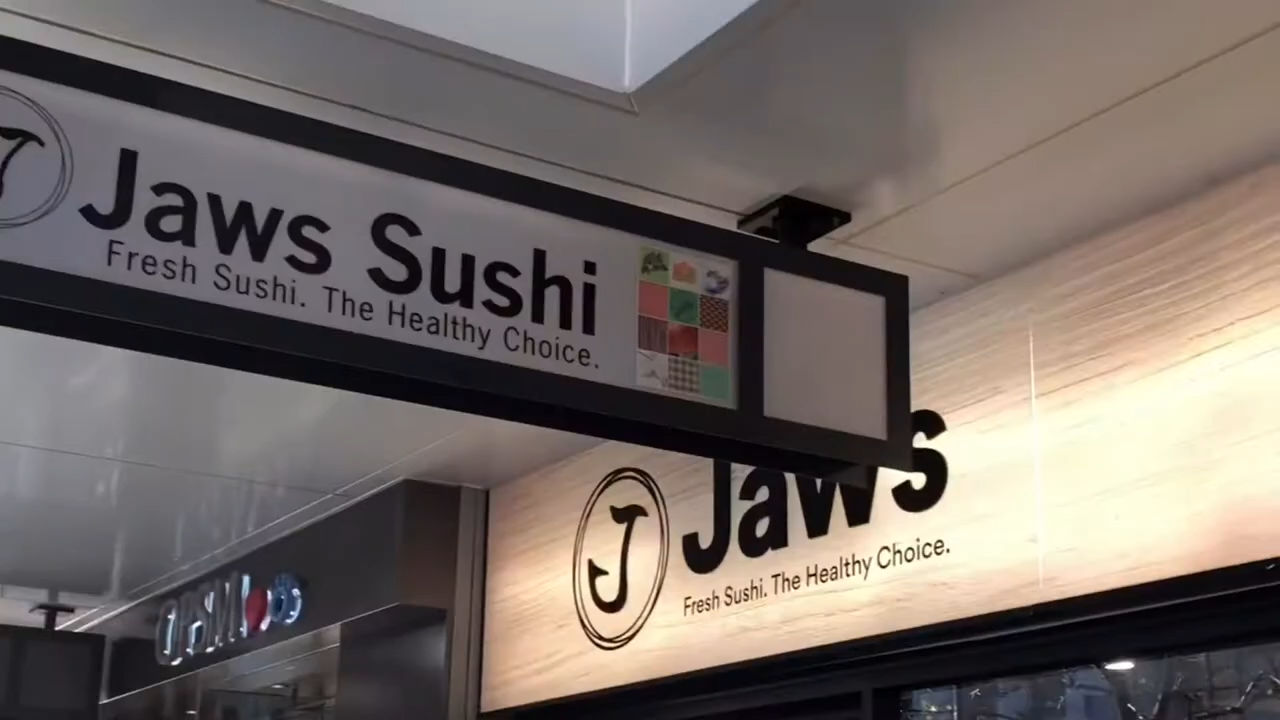 Jaws Sushi
Fresh Sushi. The Healthy Choice.
J
Jaws
Fresh Sushi. The Healthy Choice.